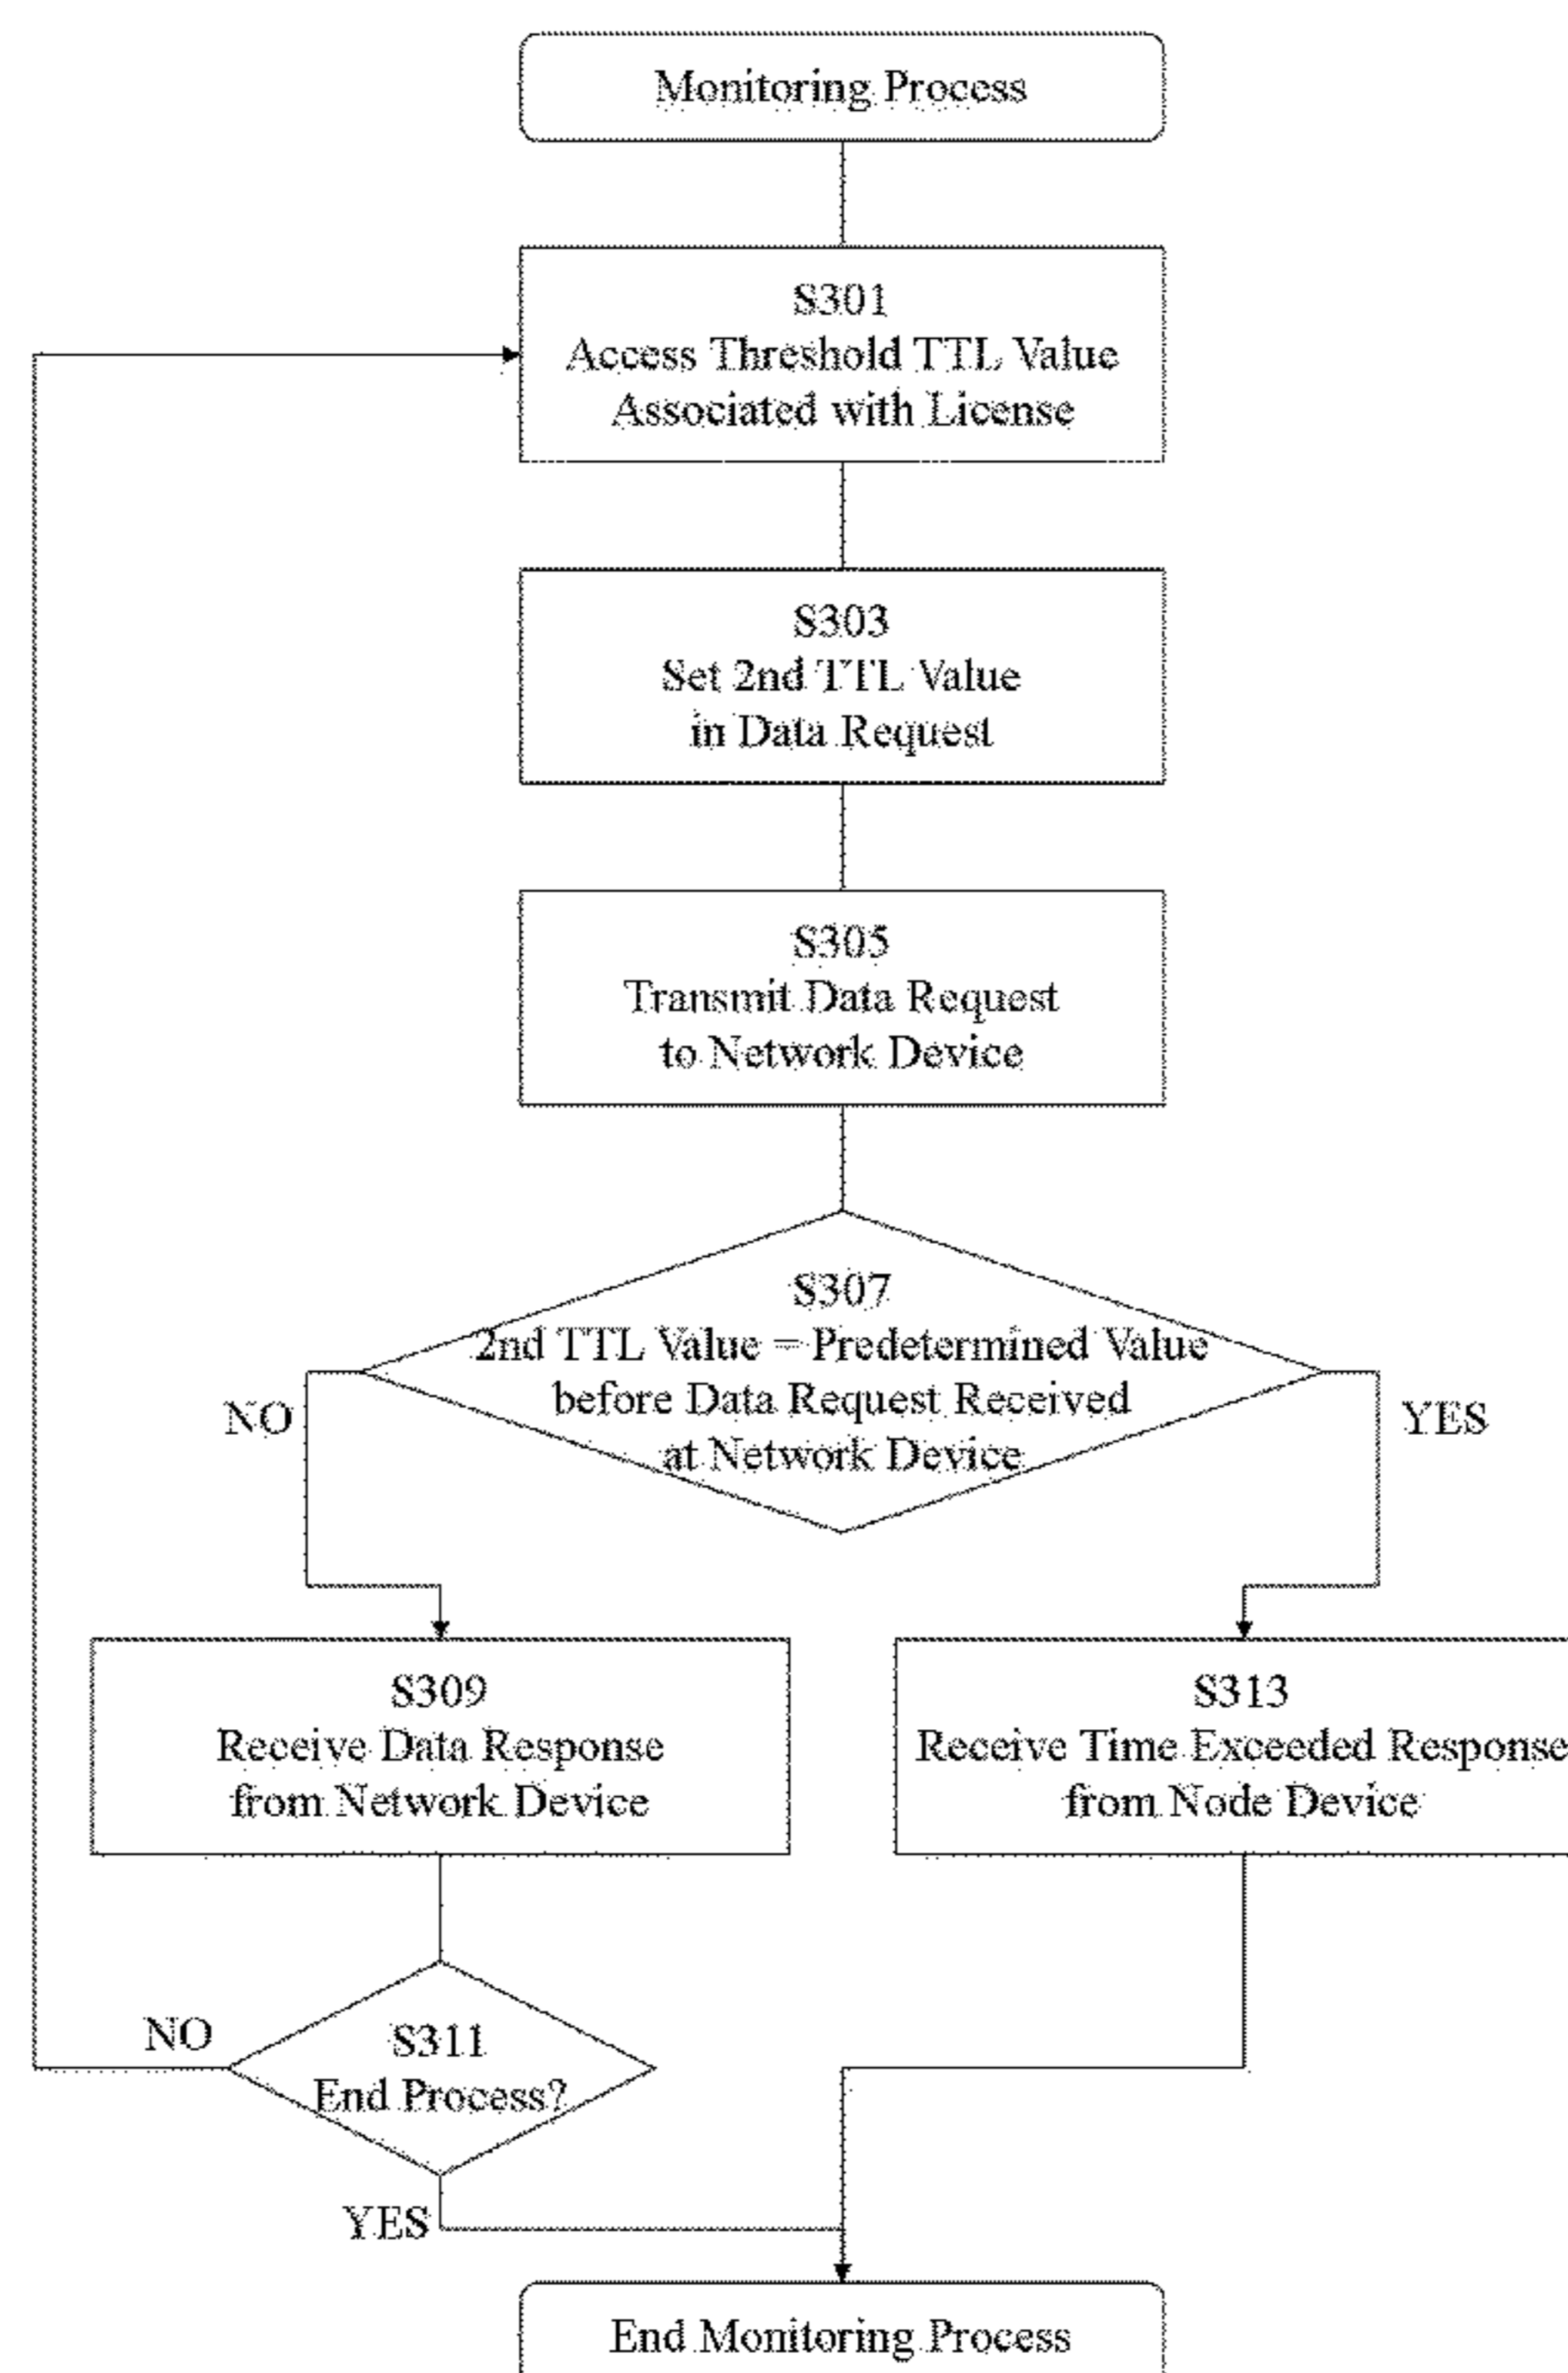 Monitoring Process
S301
Access Threshold TTL Value
Associated with License
S303
Set 2nd TTL Value
in Data Request
S305
Transmit Data Request
to Network Device
S307
2nd TTL Value = Predetermined Value
before Data Request Received
at Network Device
NO
YES
S309
Receive Data Response
from Network Device
S313
Receive Time Exceeded Response
from Node Device
NO
S311
End Process?
YES
End Monitoring Process